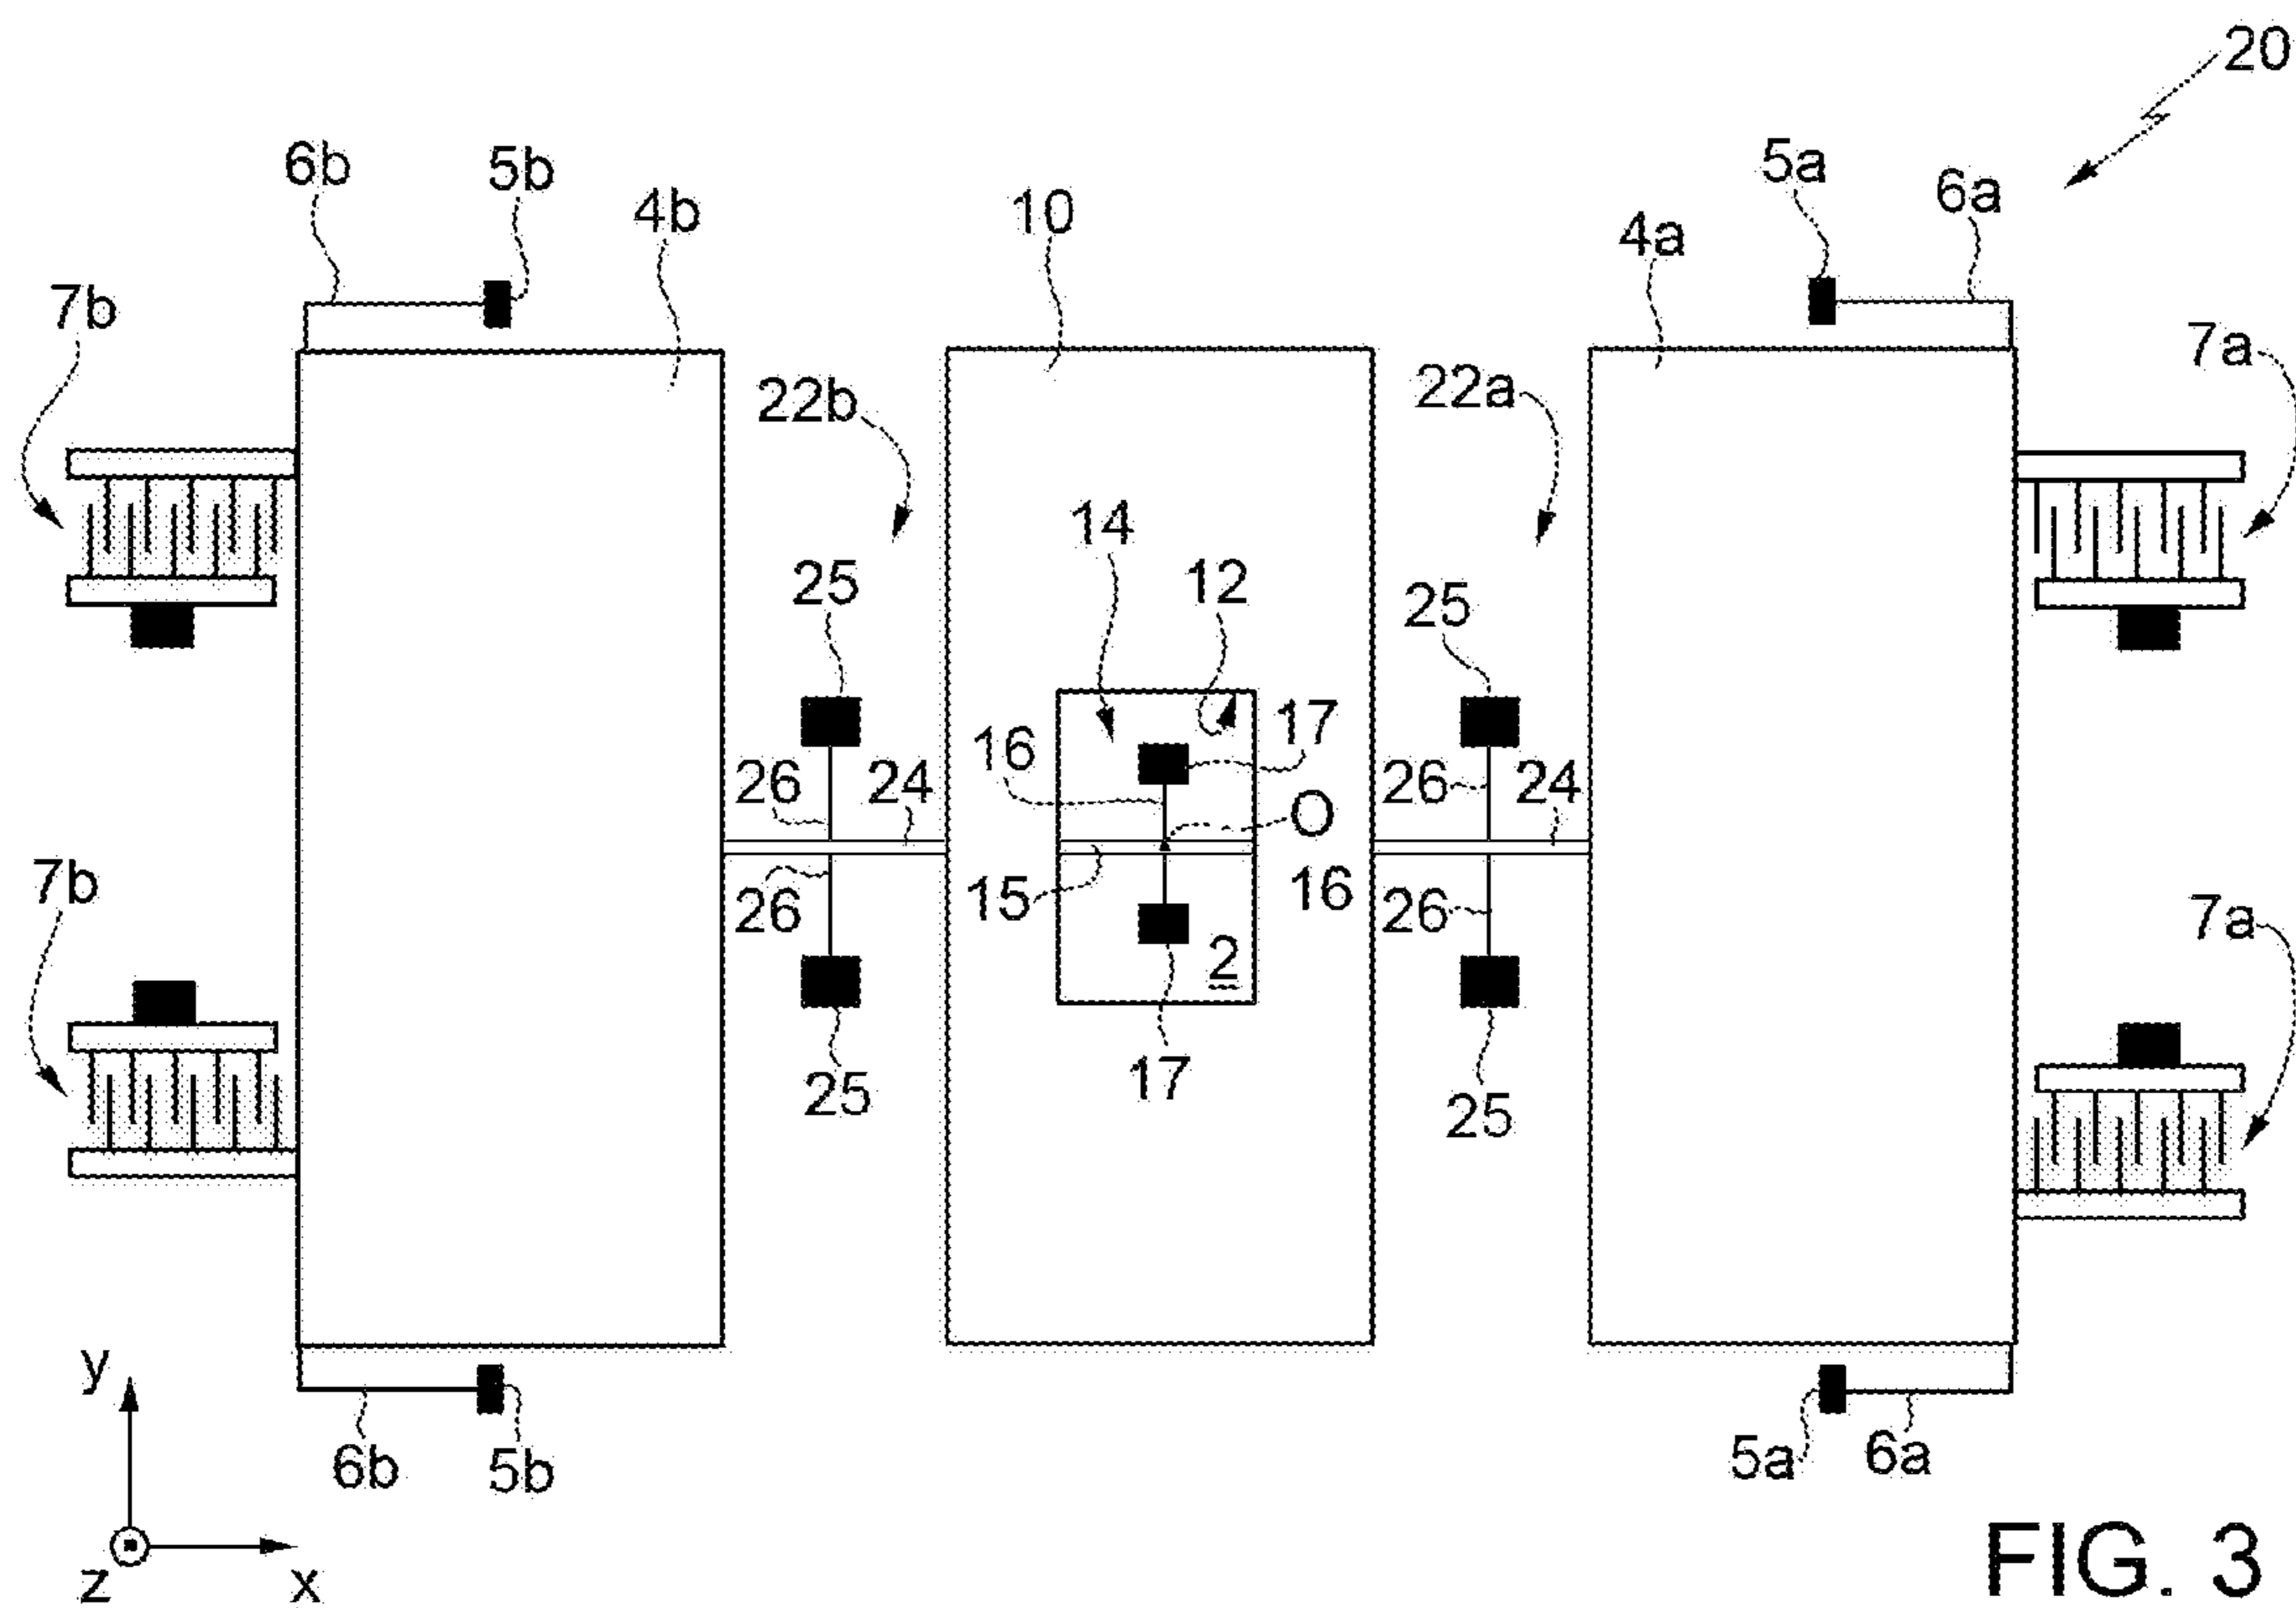 20
6b 5b 5a 6a
4b 10 4a
7b 7a
22b 22a
14 12
25 25
16 17
26 24 O 26 24
7b 26 15 16 26 7a
2
25 17 25
y
6b 5b 5a 6a
z x
FIG. 3